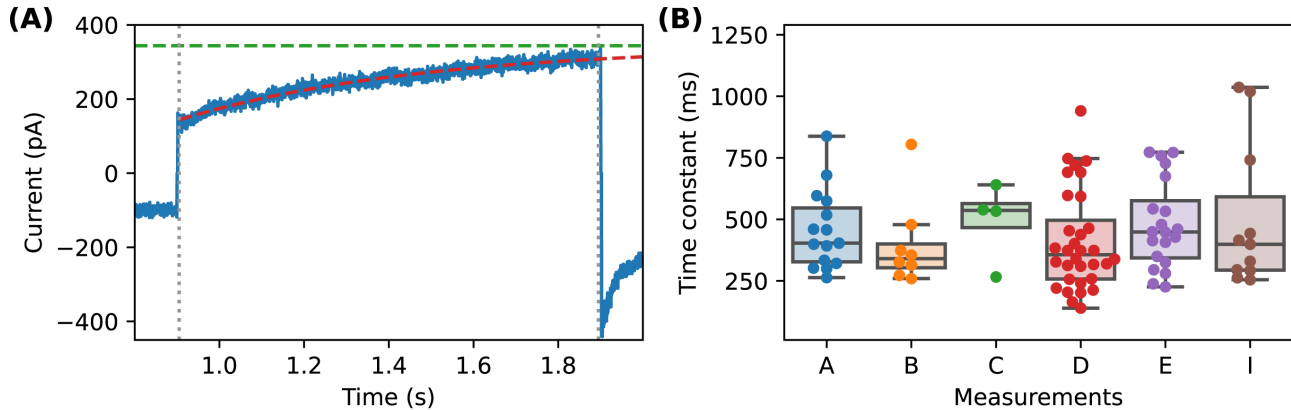 (A)
400
200
0
−200
−400
Current (pA)
1.0 1.2 1.4 1.6 1.8
Time (s)
(B)
1250
1000
750
500
250
Time constant (ms)
A B C D E I
Measurements